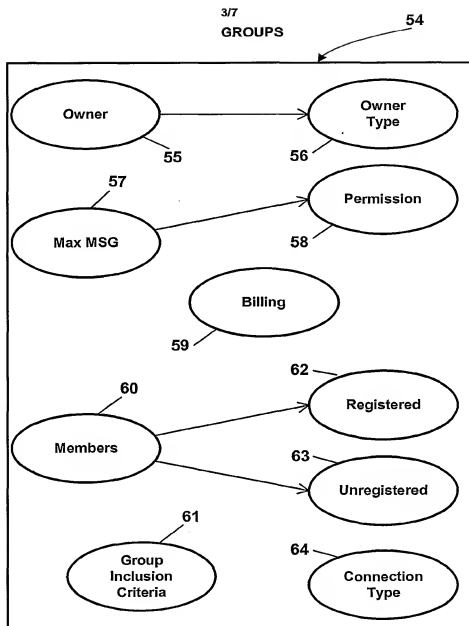 3/7
GROUPS
54
Owner
Owner
Type
55
56
57
Permission
Max MSG
58
Billing
59
60
62
Registered
Members
63
Unregistered
61
64
Group
Inclusion
Criteria
Connection
Type